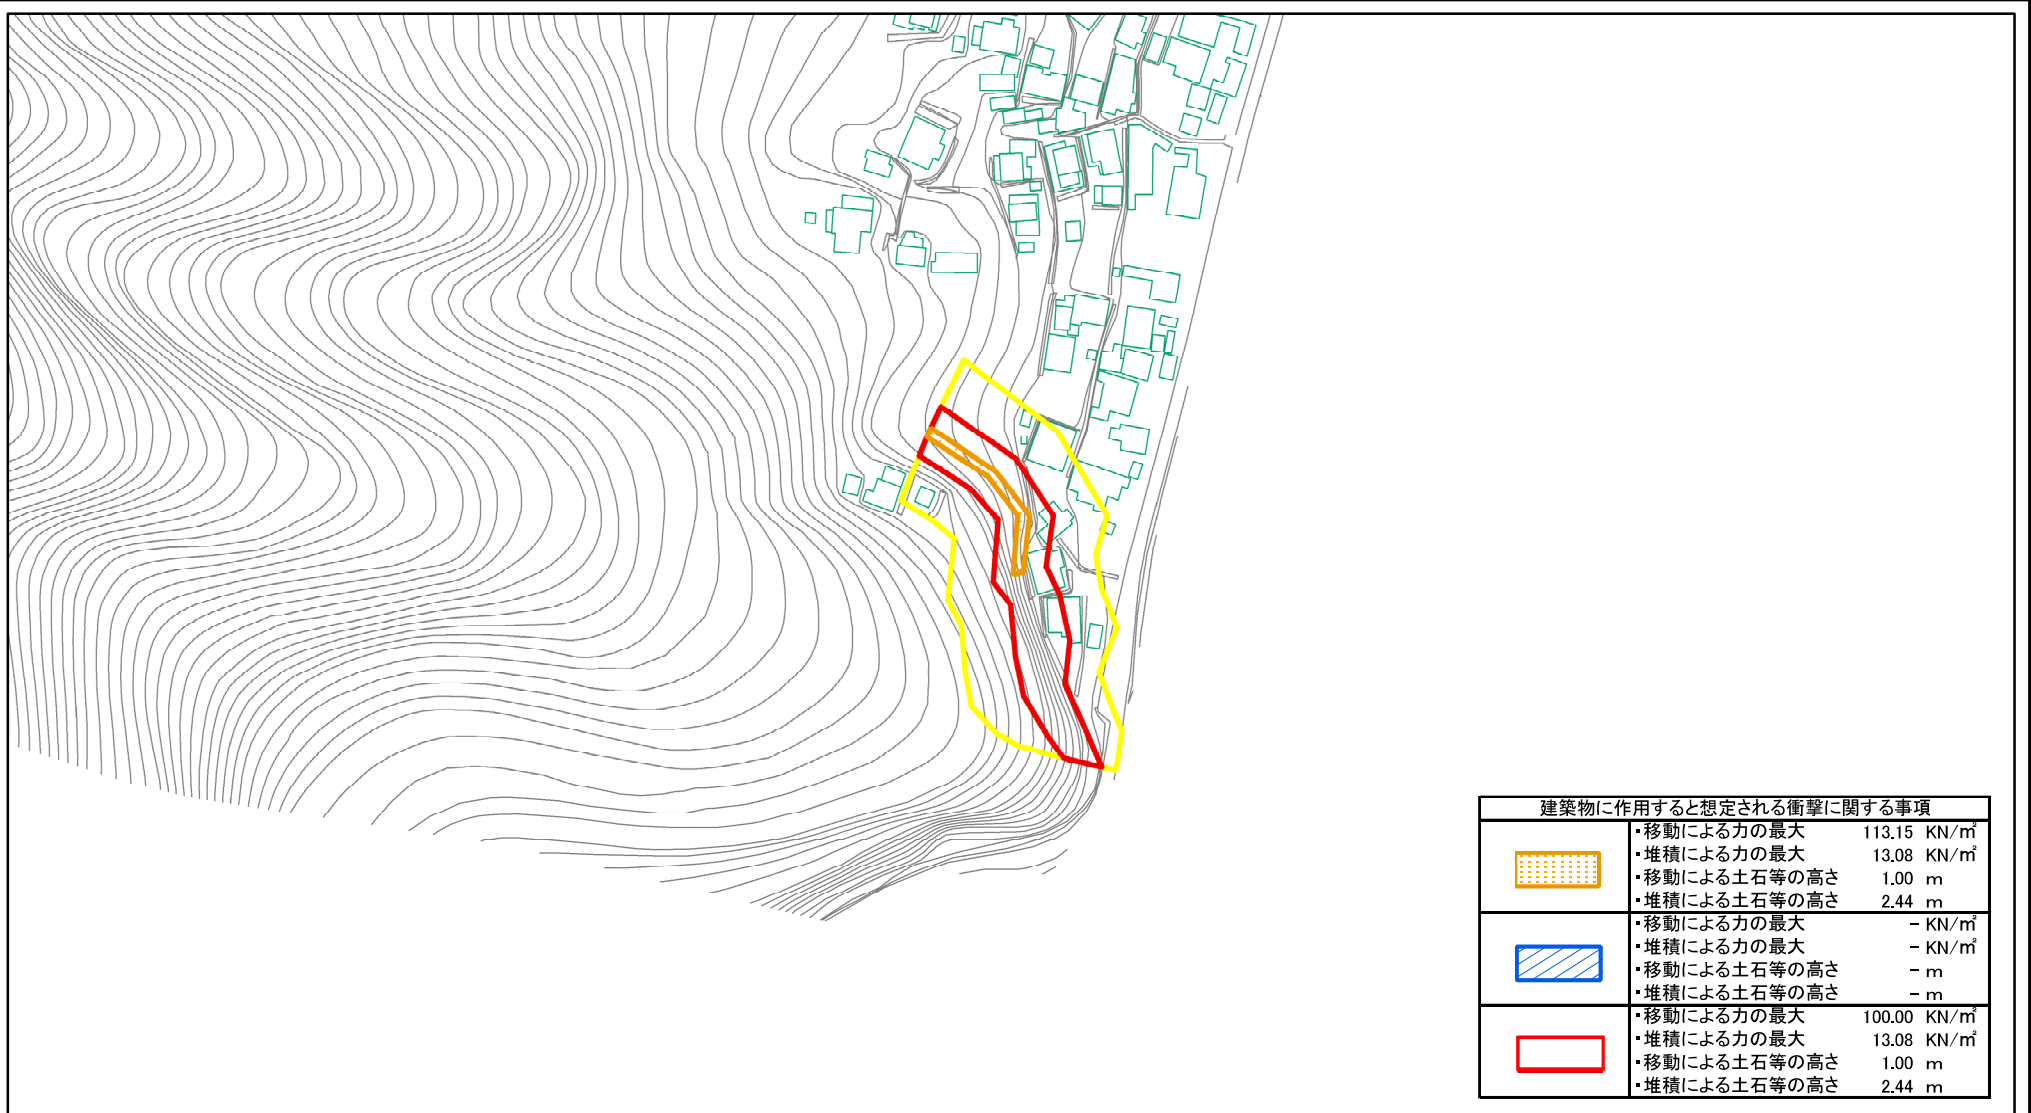 建築物に作用すると想定される衝撃に関する事項
・移動による力の最大 113.15 KN/㎡
・堆積による力の最大 13.08 KN/㎡
・移動による土石等の高さ 1.00 m
・堆積による土石等の高さ 2.44 m
・移動による力の最大 - KN/㎡
・堆積による力の最大 - KN/㎡
・移動による土石等の高さ - m
・堆積による土石等の高さ - m
・移動による力の最大 100.00 KN/㎡
・堆積による力の最大 13.08 KN/㎡
・移動による土石等の高さ 1.00 m
・堆積による土石等の高さ 2.44 m